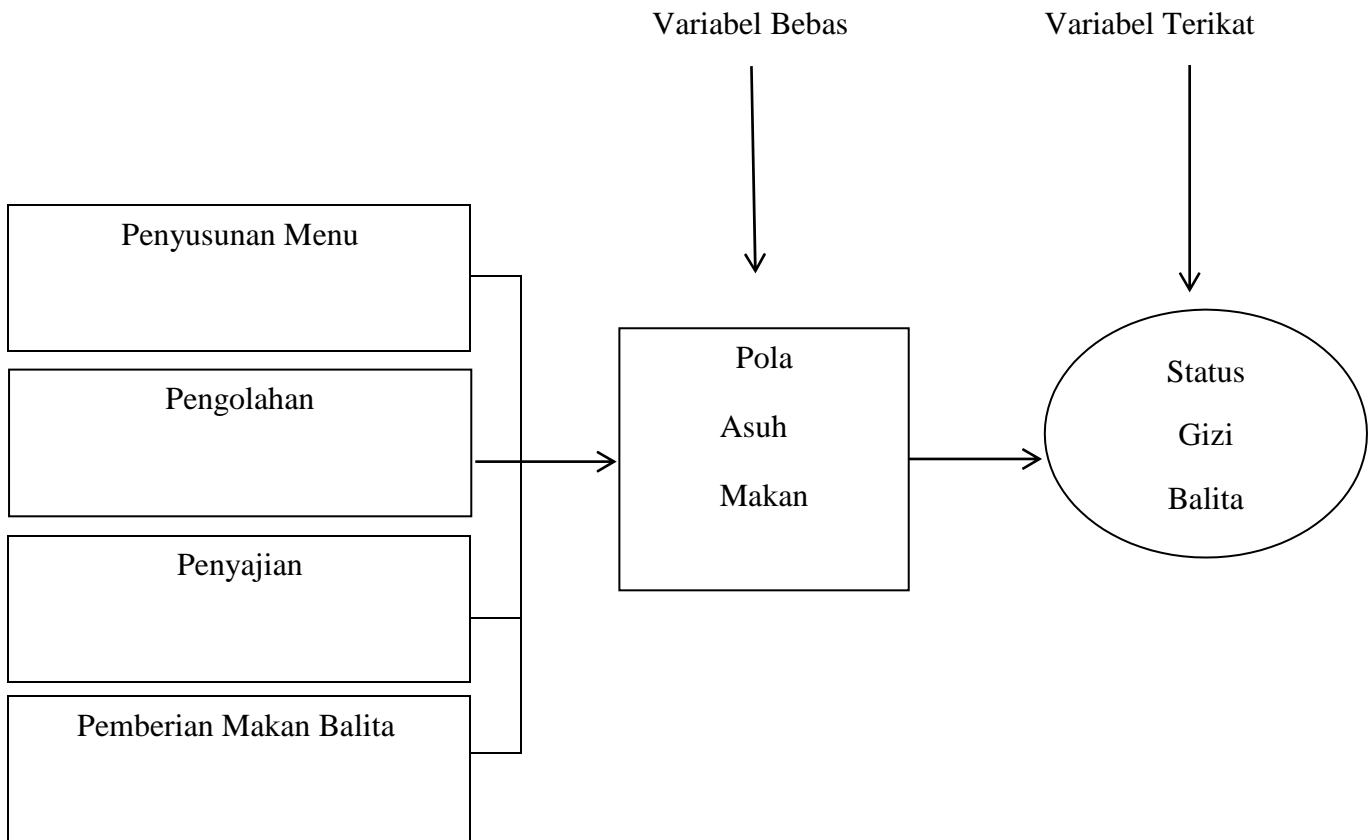 Variabel Bebas
Variabel Terikat
Penyusunan Menu
Pengolahan
Penyajian
Pemberian Makan Balita
Pola
Asuh
Makan
Status
Gizi
Balita